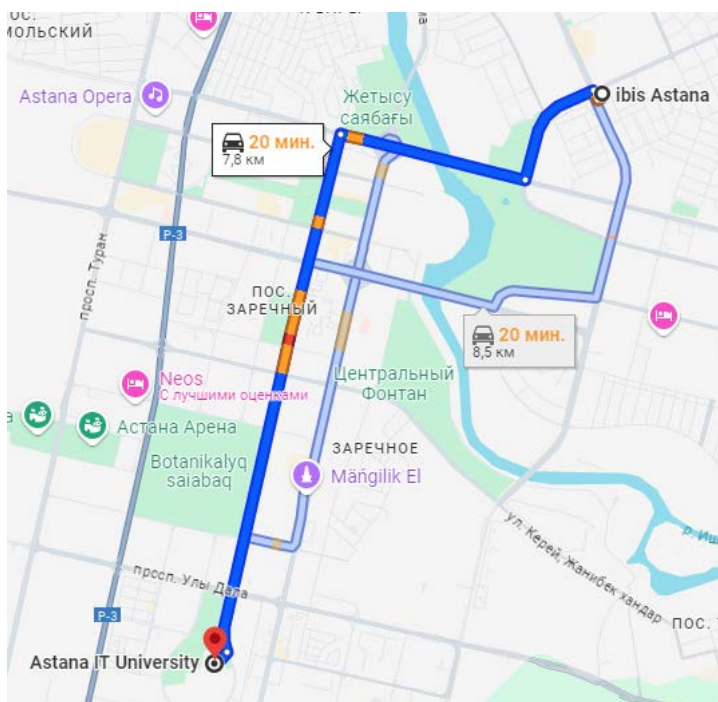 ОС.
МОЛЬСКИЙ
Astana Opera
Жетысу
саябағы
ibis Astana
20 мин.
7,8 км
P-3
просп. Туран
ПОС.
ЗАРЕЧНЫЙ
20 мин.
8,5 км
Neos
С лучшими оценками
Центральный
Фонтан
а
Астана Арена
ЗАРЕЧНОЕ
Botanikalyq
saiabaq
Mäńgilik El
ул. Керей, Жанибек хандар
р. Иш
просп. Улы Дала
P-3
ПОС.
Astana IT University